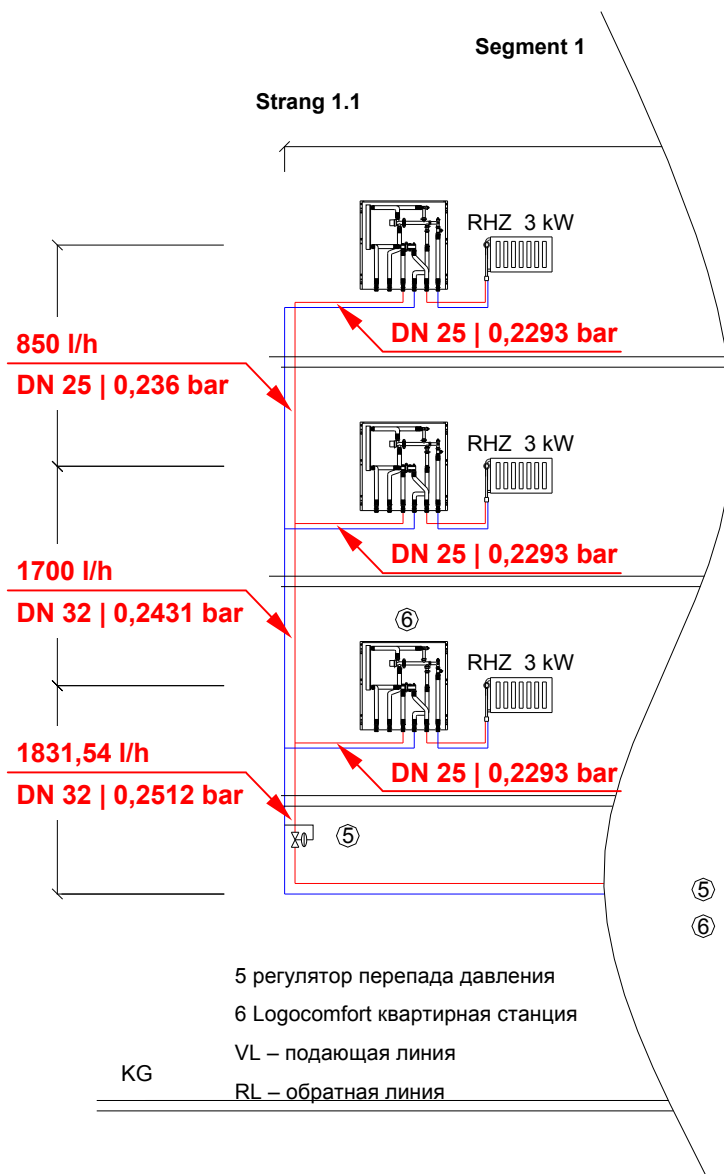 Segment 1
Strang 1.1
RHZ 3 kW
DN 25 | 0,2293 bar
850 l/h
DN 25 | 0,236 bar
RHZ 3 kW
DN 25 | 0,2293 bar
1700 l/h
DN 32 | 0,2431 bar
6
RHZ 3 kW
DN 25 | 0,2293 bar
1831,54 l/h
DN 32 | 0,2512 bar
5
5
6
5 регулятор перепада давления
6 Logocomfort квартирная станция
VL – подающая линия
KG
RL – обратная линия